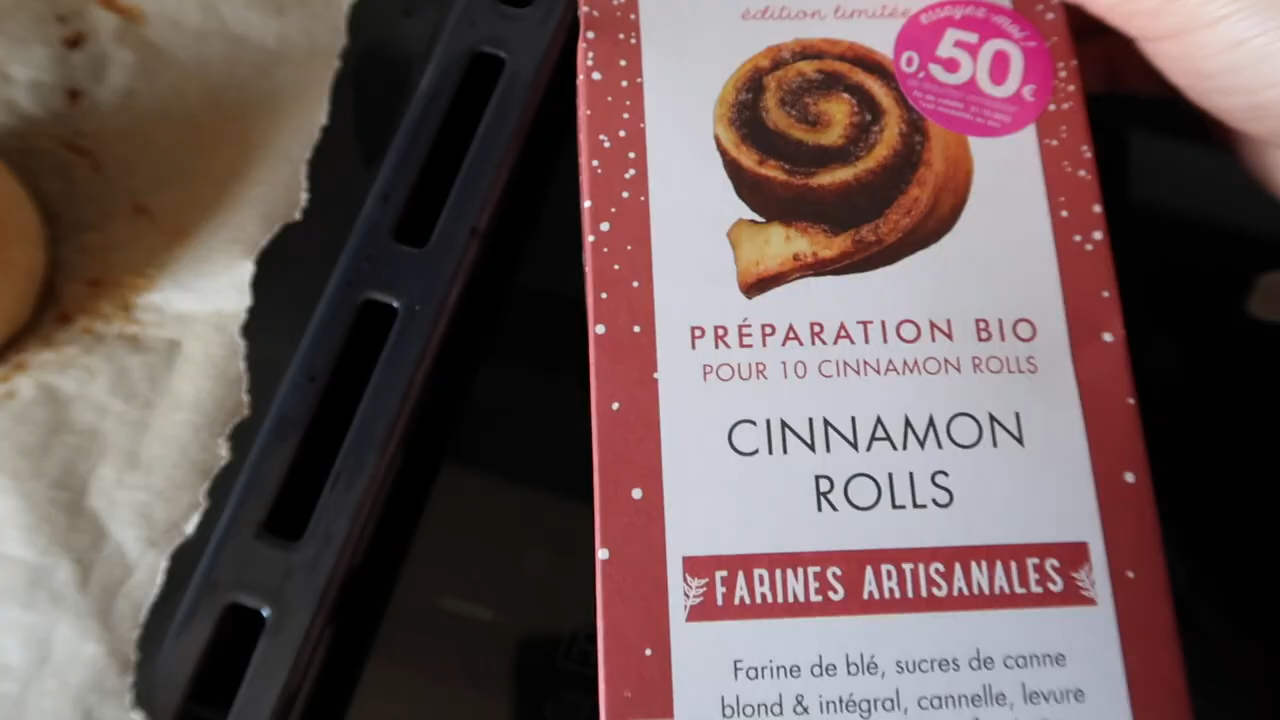 édition limitée
essayez-moi !
0,50€
PRÉPARATION BIO
POUR 10 CINNAMON ROLLS
CINNAMON
ROLLS
FARINES ARTISANALES
Farine de blé, sucres de canne
blond & intégral, cannelle, levure